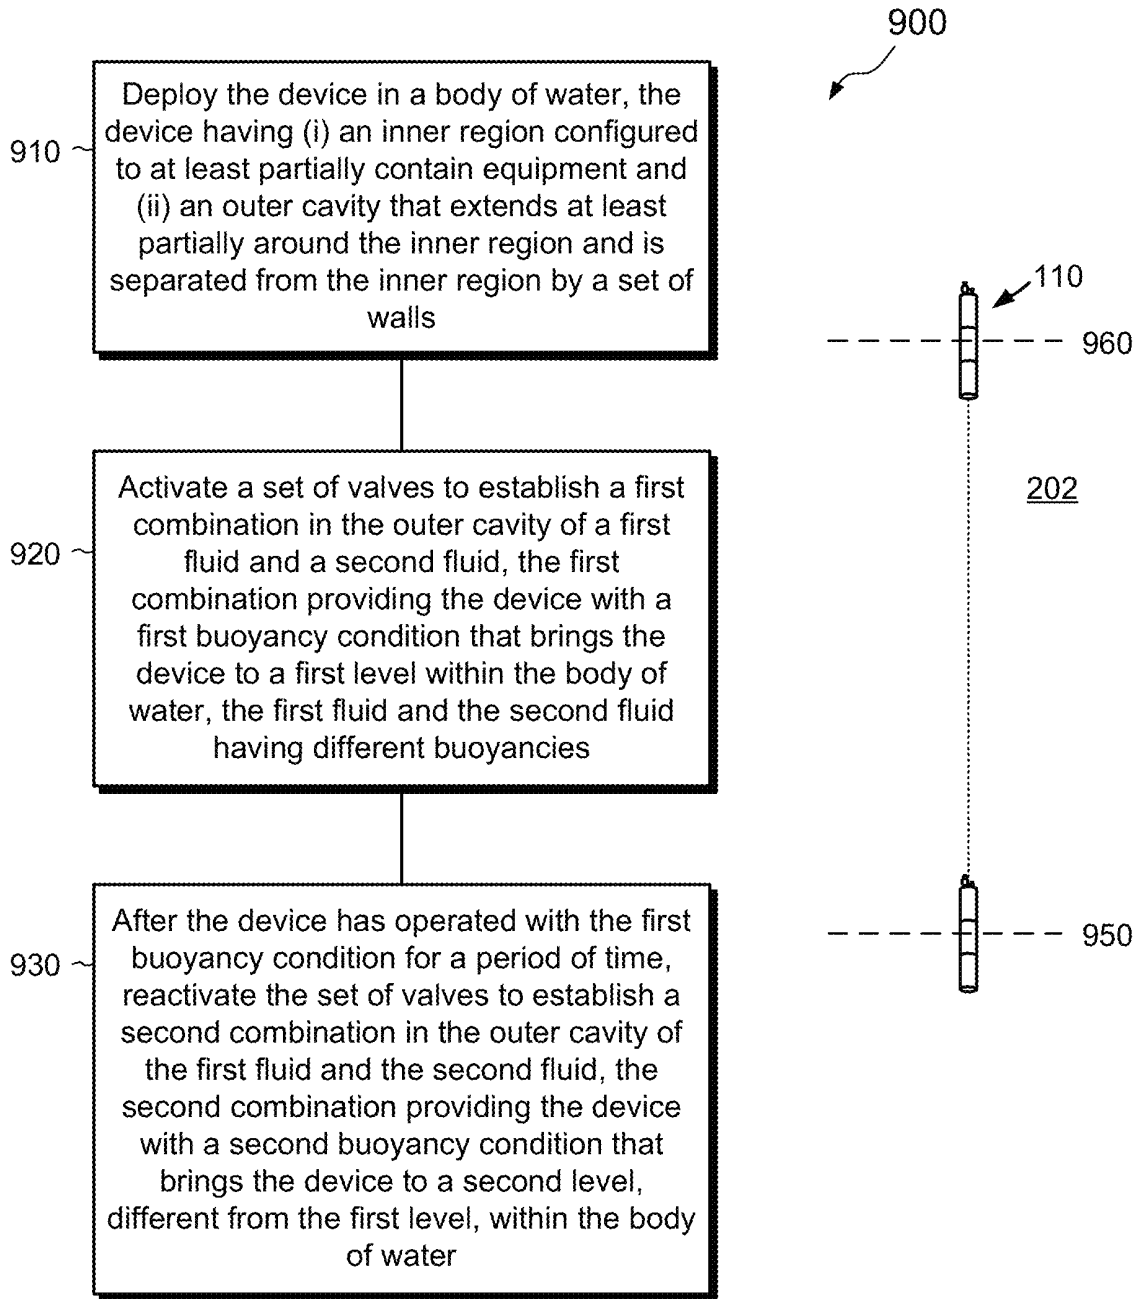 900
910
Deploy the device in a body of water, the
device having (i) an inner region configured
to at least partially contain equipment and
(ii) an outer cavity that extends at least
partially around the inner region and is
separated from the inner region by a set of
walls
110
960
202
920
Activate a set of valves to establish a first
combination in the outer cavity of a first
fluid and a second fluid, the first
combination providing the device with a
first buoyancy condition that brings the
device to a first level within the body of
water, the first fluid and the second fluid
having different buoyancies
930
After the device has operated with the first
buoyancy condition for a period of time,
reactivate the set of valves to establish a
second combination in the outer cavity of
the first fluid and the second fluid, the
second combination providing the device
with a second buoyancy condition that
brings the device to a second level,
different from the first level, within the body
of water
950